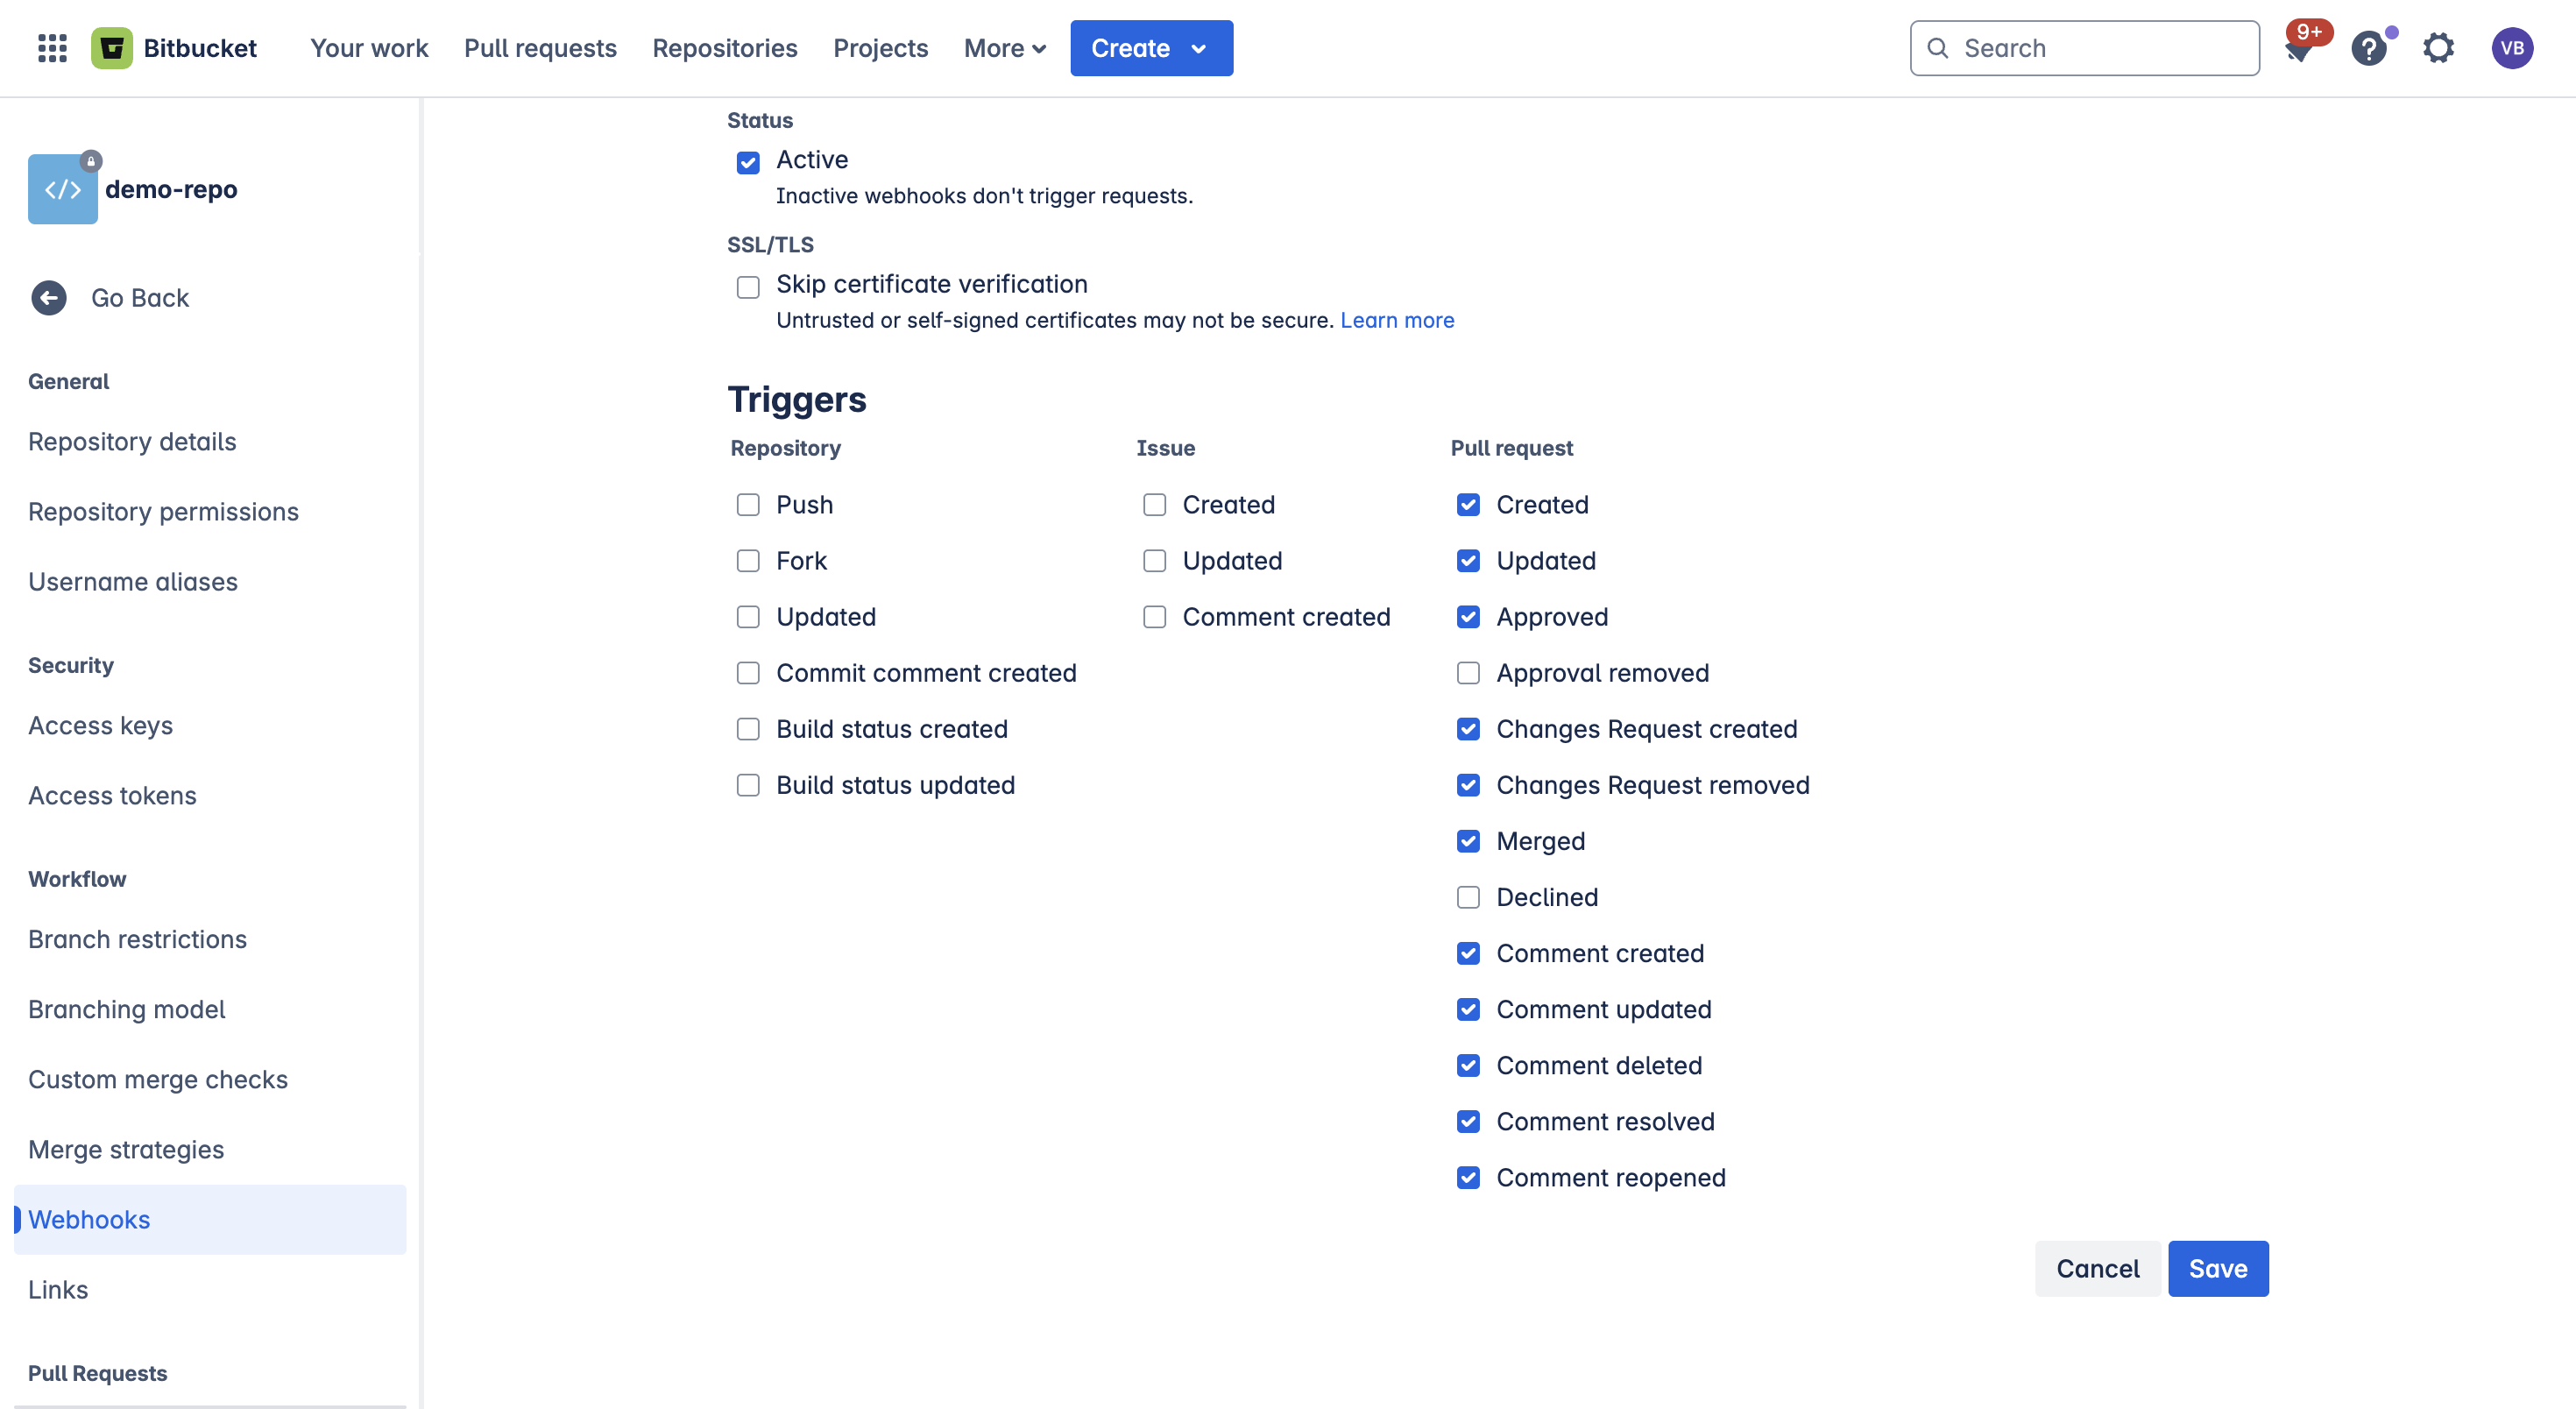 Bitbucket
Your work
Pull requests
Repositories
Projects
More
Create
Search
9+
VB
demo-repo
Go Back
General
Repository details
Repository permissions
Username aliases
Security
Access keys
Access tokens
Workflow
Branch restrictions
Branching model
Custom merge checks
Merge strategies
Webhooks
Links
Pull Requests
Status
Active
Inactive webhooks don't trigger requests.
SSL/TLS
Skip certificate verification
Untrusted or self-signed certificates may not be secure. Learn more
Triggers
Repository
Push
Fork
Updated
Commit comment created
Build status created
Build status updated
Issue
Created
Updated
Comment created
Pull request
Created
Updated
Approved
Approval removed
Changes Request created
Changes Request removed
Merged
Declined
Comment created
Comment updated
Comment deleted
Comment resolved
Comment reopened
Cancel
Save